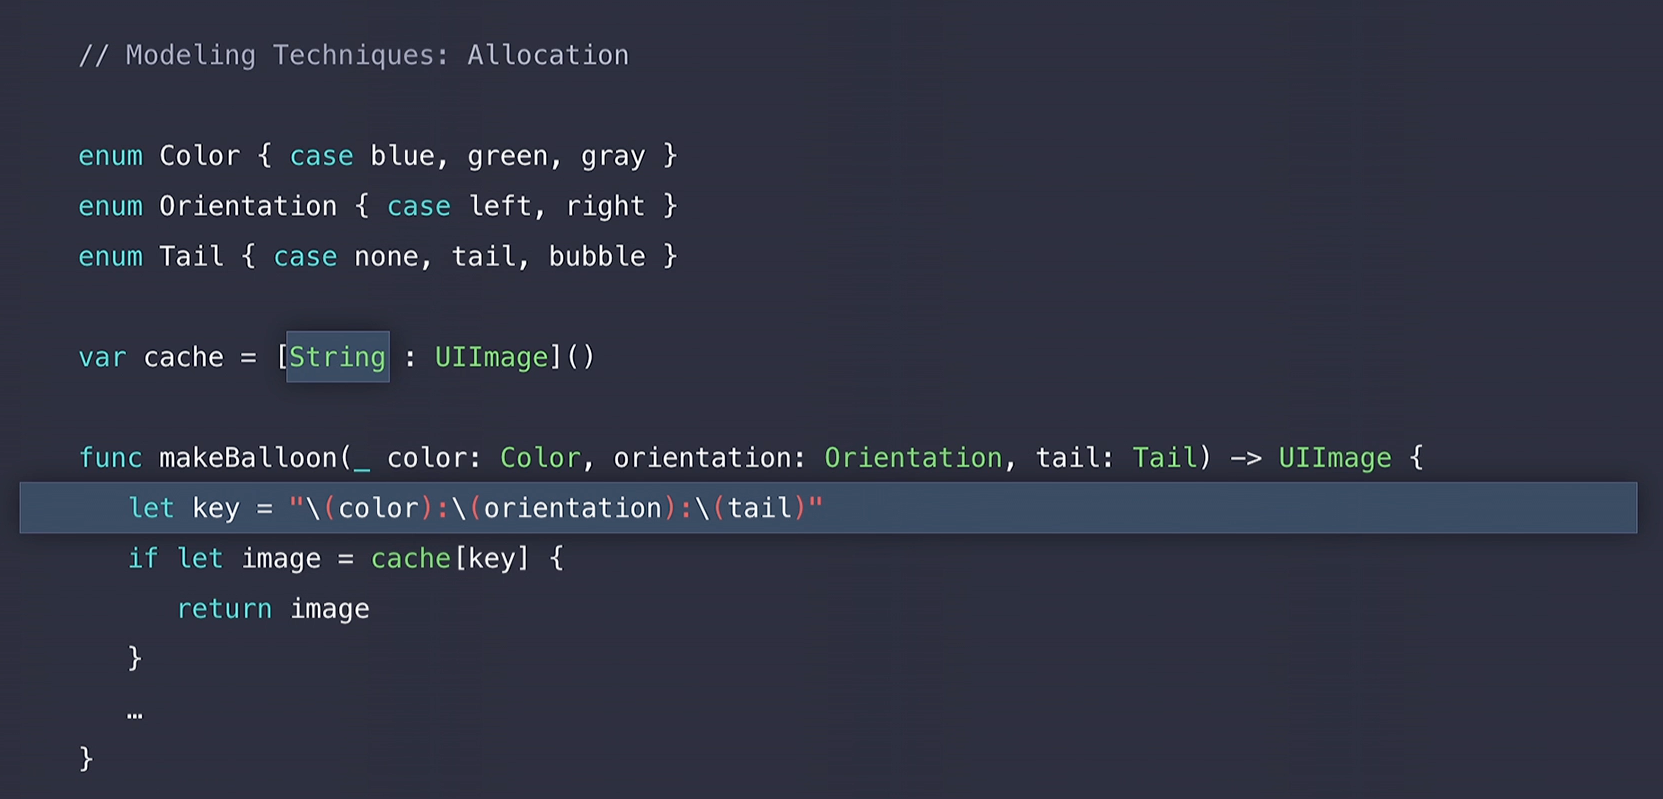 // Modeling Techniques: Allocation
enum Color { case blue, green, gray }
enum Orientation { case left, right }
enum Tail { case none, tail, bubble }
var cache = [String : UIImage]()
func makeBalloon(_ color: Color, orientation: Orientation, tail: Tail) -> UIImage {
let key = "\(color):\(orientation):\(tail)"
if let image = cache[key] {
return image
}
…
}